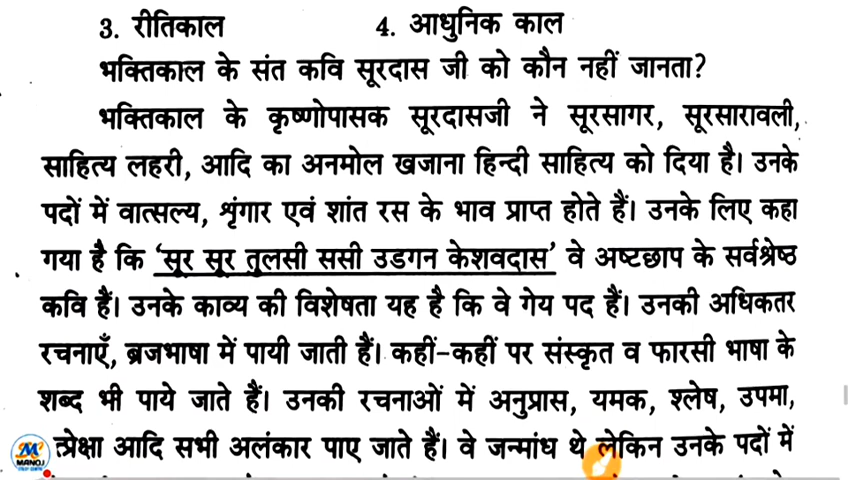 3. रीतिकाल 4. आधुनिक काल
भक्तिकाल के संत कवि सूरदास जी को कौन नहीं जानता?
भक्तिकाल के कृष्णोपासक सूरदासजी ने सूरसागर, सूरसारावली,
साहित्य लहरी, आदि का अनमोल खजाना हिन्दी साहित्य को दिया है। उनके
पदों में वात्सल्य, शृंगार एवं शांत रस के भाव प्राप्त होते हैं। उनके लिए कहा
गया है कि ‘सूर सूर तुलसी ससी उडगन केशवदास’ वे अष्टछाप के सर्वश्रेष्ठ
कवि हैं। उनके काव्य की विशेषता यह है कि वे गेय पद हैं। उनकी अधिकतर
रचनाएँ, ब्रजभाषा में पायी जाती हैं। कहीं-कहीं पर संस्कृत व फारसी भाषा के
शब्द भी पाये जाते हैं। उनकी रचनाओं में अनुप्रास, यमक, श्लेष, उपमा,
त्प्रेक्षा आदि सभी अलंकार पाए जाते हैं। वे जन्मांध थे लेकिन उनके पदों में
MANOJ